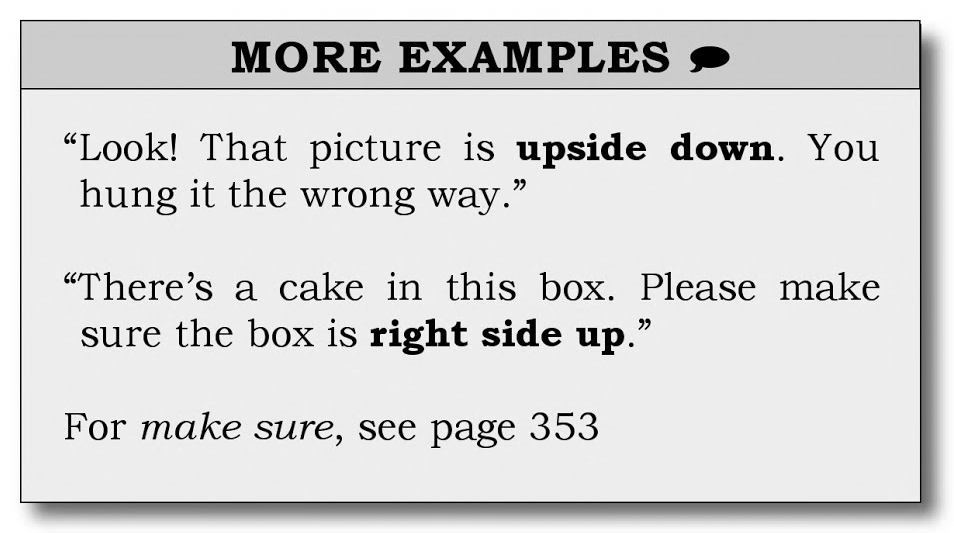 MORE EXAMPLES
“Look! That picture is upside down. You
hung it the wrong way.”
“There’s a cake in this box. Please make
sure the box is right side up.”
For make sure, see page 353